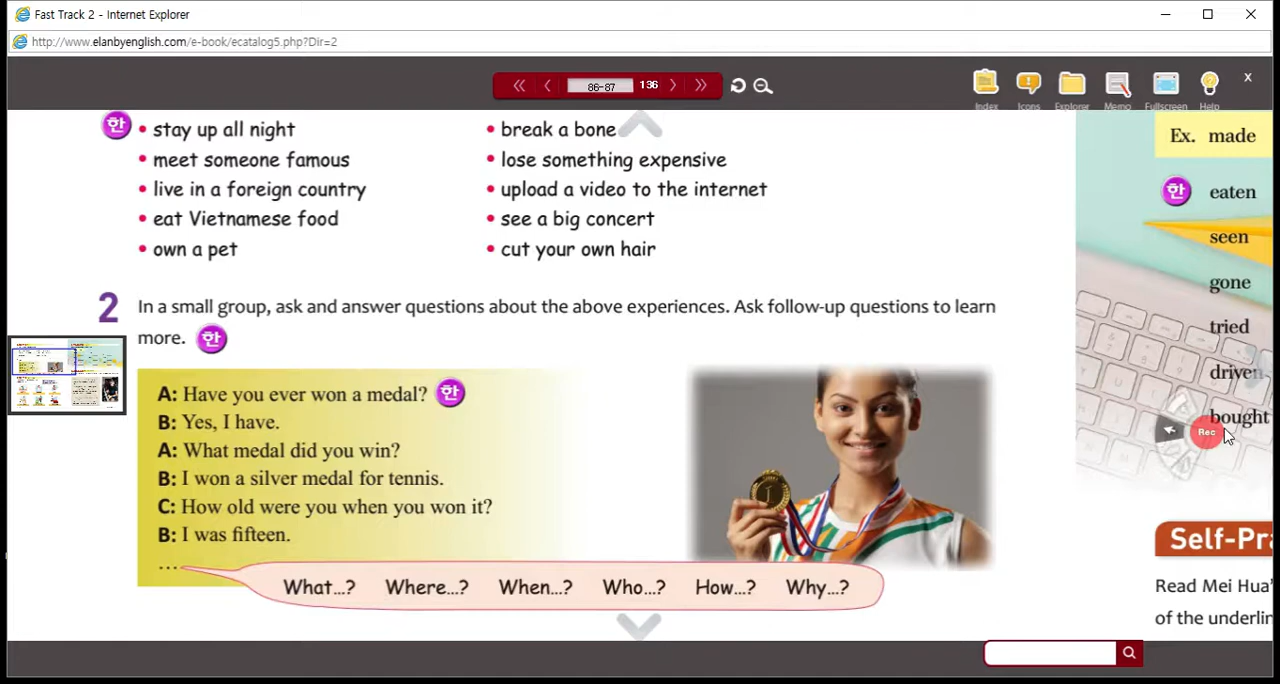 Fast Track 2 - Internet Explorer
http://www.elanbyenglish.com/e-book/ecatalog5.php?Dir=2
86-87 136
Index Icons Explorer Memo Fullscreen Help X
한 • stay up all night
• meet someone famous
• live in a foreign country
• eat Vietnamese food
• own a pet
• break a bone
• lose something expensive
• upload a video to the internet
• see a big concert
• cut your own hair
2 In a small group, ask and answer questions about the above experiences. Ask follow-up questions to learn
more. 한
A: Have you ever won a medal? 한
B: Yes, I have.
A: What medal did you win?
B: I won a silver medal for tennis.
C: How old were you when you won it?
B: I was fifteen.
...
What...? Where...? When...? Who...? How...? Why...?
Ex. made
한 eaten
seen
gone
tried
driven
bought
Rec
Self-Pr
Read Mei Hua'
of the underlin